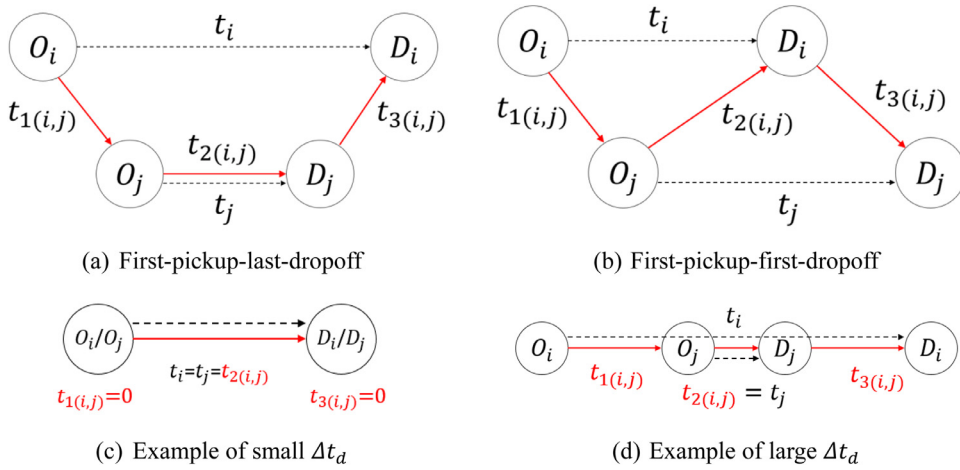 t_i
O_i
D_i
t_{1(i,j)}
t_{3(i,j)}
t_{2(i,j)}
O_j
D_j
t_j
(a) First-pickup-last-dropoff
t_i
O_i
D_i
t_{1(i,j)}
t_{2(i,j)}
t_{3(i,j)}
O_j
D_j
t_j
(b) First-pickup-first-dropoff
O_i/O_j
D_i/D_j
t_i=t_j=t_{2(i,j)}
t_{1(i,j)}=0
t_{3(i,j)}=0
(c) Example of small Δt_d
t_i
O_i
O_j
D_j
D_i
t_{1(i,j)}
t_{2(i,j)} = t_j
t_{3(i,j)}
(d) Example of large Δt_d